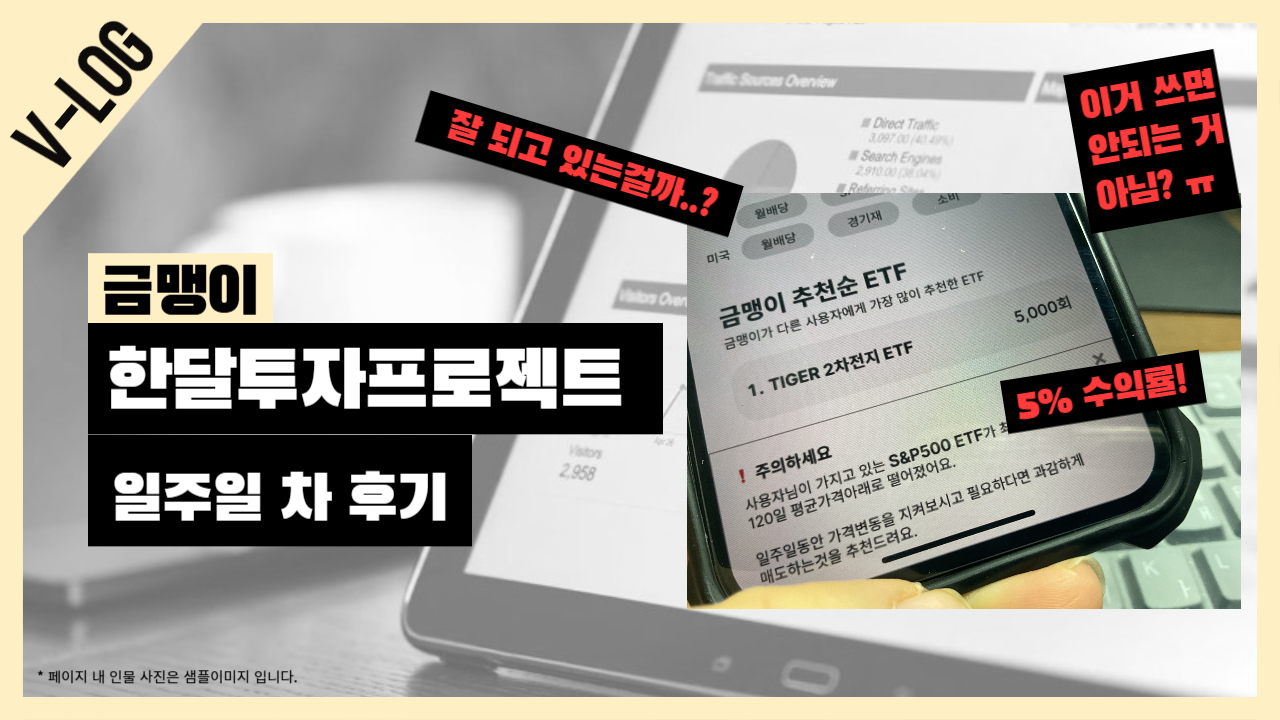 V-LOG
잘 되고 있는걸까..?
이거 쓰면
안되는 거
아님? ㅠ
Traffic Sources Overview
Direct Traffic
3,097.00 (40.49%)
Search Engines
2,910.00 (38.04%)
Referring Sites
Visitors Over
Visitors
2,958
Apr 26
월배당
소비
미국
월배당
경기재
금맹이 추천순 ETF
금맹이가 다른 사용자에게 가장 많이 추천한 ETF
5,000회
1. TIGER 2차전지 ETF
5% 수익률!
주의하세요
사용자님이 가지고 있는 S&P500 ETF가 최
120일 평균가격아래로 떨어졌어요.
일주일동안 가격변동을 지켜보시고 필요하다면 과감하게
매도하는것을 추천드려요.
K
L
금맹이
한달투자프로젝트
일주일 차 후기
* 페이지 내 인물 사진은 샘플이미지 입니다.